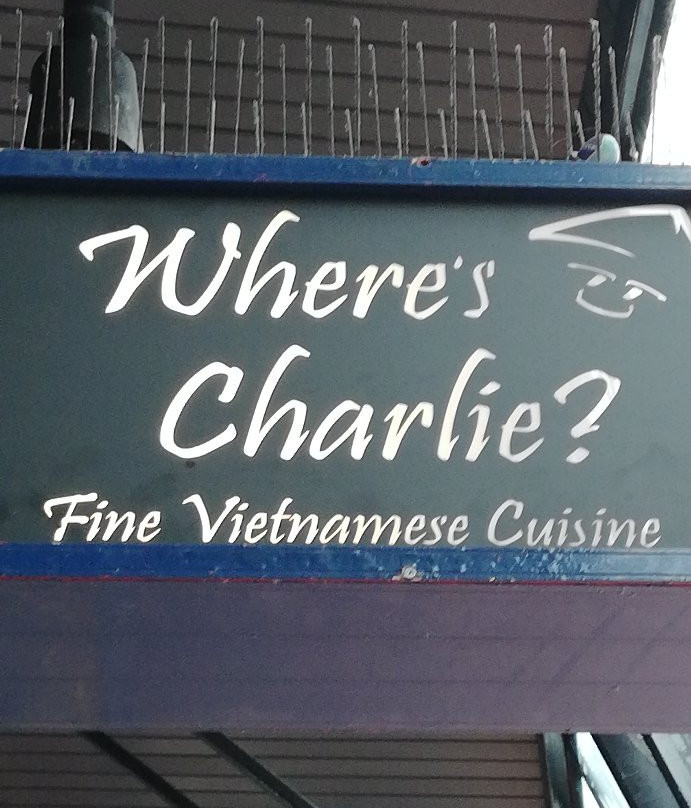 Where's
Charlie?
Fine Vietnamese Cuisine